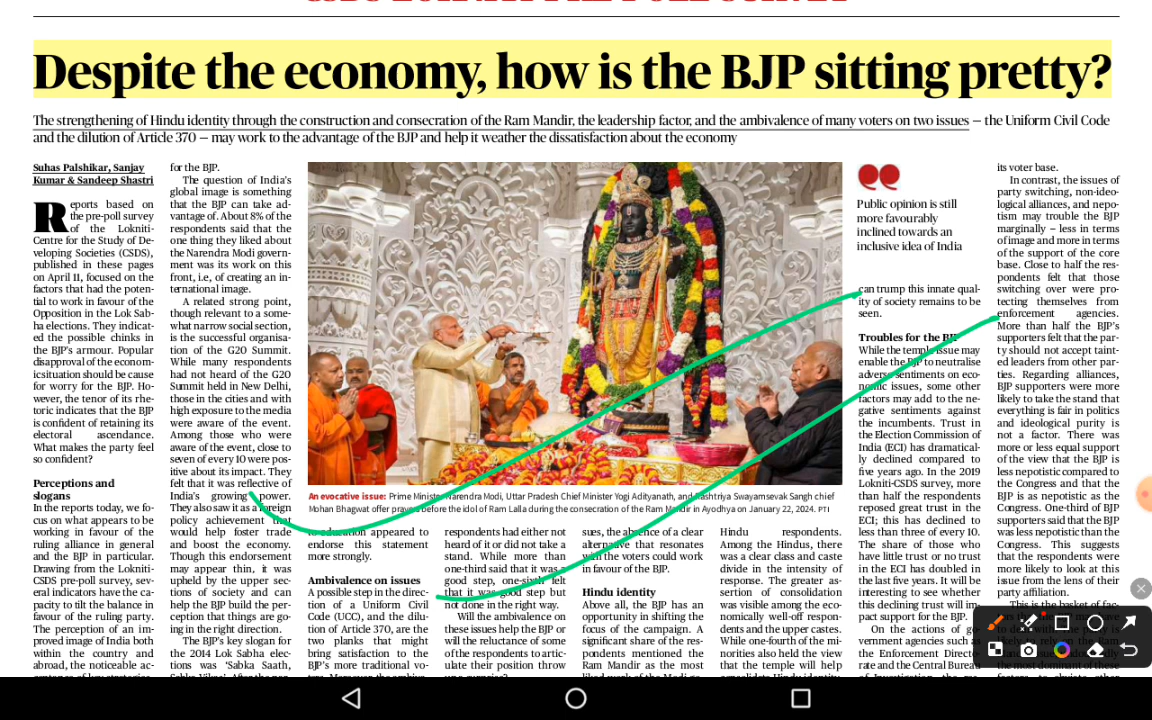 Despite the economy, how is the BJP sitting pretty?
The strengthening of Hindu identity through the construction and consecration of the Ram Mandir, the leadership factor, and the ambivalence of many voters on two issues — the Uniform Civil Code
and the dilution of Article 370 — may work to the advantage of the BJP and help it weather the dissatisfaction about the economy
Suhas Palshikar, Sanjay
Kumar & Sandeep Shastri
Reports based on
the pre-poll survey
of the Lokniti-
Centre for the Study of De-
veloping Societies (CSDS),
published in these pages
on April 11, focused on the
factors that had the poten-
tial to work in favour of the
Opposition in the Lok Sab-
ha elections. They indicat-
ed the possible chinks in
the BJP's armour. Popular
disapproval of the econom-
icsituation should be cause
for worry for the BJP. Ho-
wever, the tenor of its rhe-
toric indicates that the BJP
is confident of retaining its
electoral ascendance.
What makes the party feel
so confident?
Perceptions and
slogans
In the reports today, we fo-
cus on what appears to be
working in favour of the
ruling alliance in general
and the BJP in particular.
Drawing from the Lokniti-
CSDS pre-poll survey, sev-
eral indicators have the ca-
pacity to tilt the balance in
favour of the ruling party.
The perception of an im-
proved image of India both
within the country and
abroad, the noticeable ac-
for the BJP.
The question of India's
global image is something
that the BJP can take ad-
vantage of. About 8% of the
respondents said that the
one thing they liked about
the Narendra Modi govern-
ment was its work on this
front, i.e, of creating an in-
ternational image.
A related strong point,
though relevant to a some-
what narrow social section,
is the successful organisa-
tion of the G20 Summit.
While many respondents
had not heard of the G20
Summit held in New Delhi,
those in the cities and with
high exposure to the media
were aware of the event.
Among those who were
aware of the event, close to
seven of every 10 were pos-
itive about its impact. They
felt that it was reflective of
India's growing power.
They also saw it as a foreign
policy achievement that
would help foster trade
and boost the economy.
Though this endorsement
may appear thin, it was
upheld by the upper sec-
tions of society and can
help the BJP build the per-
ception that things are go-
ing in the right direction.
The BJP's key slogan for
the 2014 Lok Sabha elec-
tions was 'Sabka Saath,
An evocative issue: Prime Minister Narendra Modi, Uttar Pradesh Chief Minister Yogi Adityanath, and Rashtriya Swayamsevak Sangh chief
Mohan Bhagwat offer prayers before the idol of Ram Lalla during the consecration of the Ram Mandir in Ayodhya on January 22, 2024. PTI
to education appeared to
endorse this statement
more strongly.
Ambivalence on issues
A possible step in the direc-
tion of a Uniform Civil
Code (UCC), and the dilu-
tion of Article 370, are the
two planks that might
bring satisfaction to the
BJP's more traditional vo-
respondents had either not
heard of it or did not take a
stand. While more than
one-third said that it was a
good step, one-sixth felt
that it was good step but
not done in the right way.
Will the ambivalence on
these issues help the BJP or
will the reluctance of some
of the respondents to artic-
ulate their position throw
sues, the absence of a clear
alternative that resonates
with the voters could work
in favour of the BJP.
Hindu identity
Above all, the BJP has an
opportunity in shifting the
focus of the campaign. A
significant share of the res-
pondents mentioned the
Ram Mandir as the most
Hindu respondents.
Among the Hindus, there
was a clear class and caste
divide in the intensity of
response. The greater as-
sertion of consolidation
was visible among the eco-
nomically well-off respon-
dents and the upper castes.
While one-fourth of the mi-
norities also held the view
that the temple will help
Public opinion is still
more favourably
inclined towards an
inclusive idea of India
can trump this innate qual-
ity of society remains to be
seen.
Troubles for the BJP
While the temple issue may
enable the BJP to neutralise
adverse sentiments on eco-
nomic issues, some other
factors may add to the ne-
gative sentiments against
the incumbents. Trust in
the Election Commission of
India (ECI) has dramatical-
ly declined compared to
five years ago. In the 2019
Lokniti-CSDS survey, more
than half the respondents
reposed great trust in the
ECI; this has declined to
less than three of every 10.
The share of those who
have little trust or no trust
in the ECI has doubled in
the last five years. It will be
interesting to see whether
this declining trust will im-
pact support for the BJP.
On the actions of go-
vernment agencies such as
the Enforcement Directo-
rate and the Central Bureau
its voter base.
In contrast, the issues of
party switching, non-ideo-
logical alliances, and nepo-
tism may trouble the BJP
marginally – less in terms
of image and more in terms
of the support of the core
base. Close to half the res-
pondents felt that those
switching over were pro-
tecting themselves from
enforcement agencies.
More than half the BJP's
supporters felt that the par-
ty should not accept taint-
ed leaders from other par-
ties. Regarding alliances,
BJP supporters were more
likely to take the stand that
everything is fair in politics
and ideological purity is
not a factor. There was
more or less equal support
of the view that the BJP is
less nepotistic compared to
the Congress and that the
BJP is as nepotistic as the
Congress. One-third of BJP
supporters said that the BJP
was less nepotistic than the
Congress. This suggests
that the respondents were
more likely to look at this
issue from the lens of their
party affiliation.
This is the basket of fac-